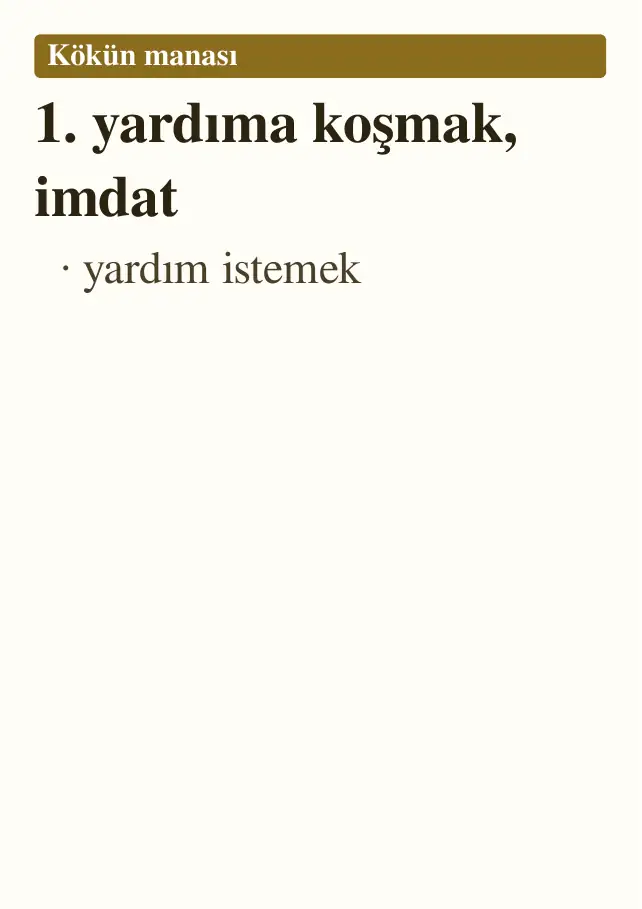 Kökün manası
1. yardıma koşmak,
imdat
· yardım istemek